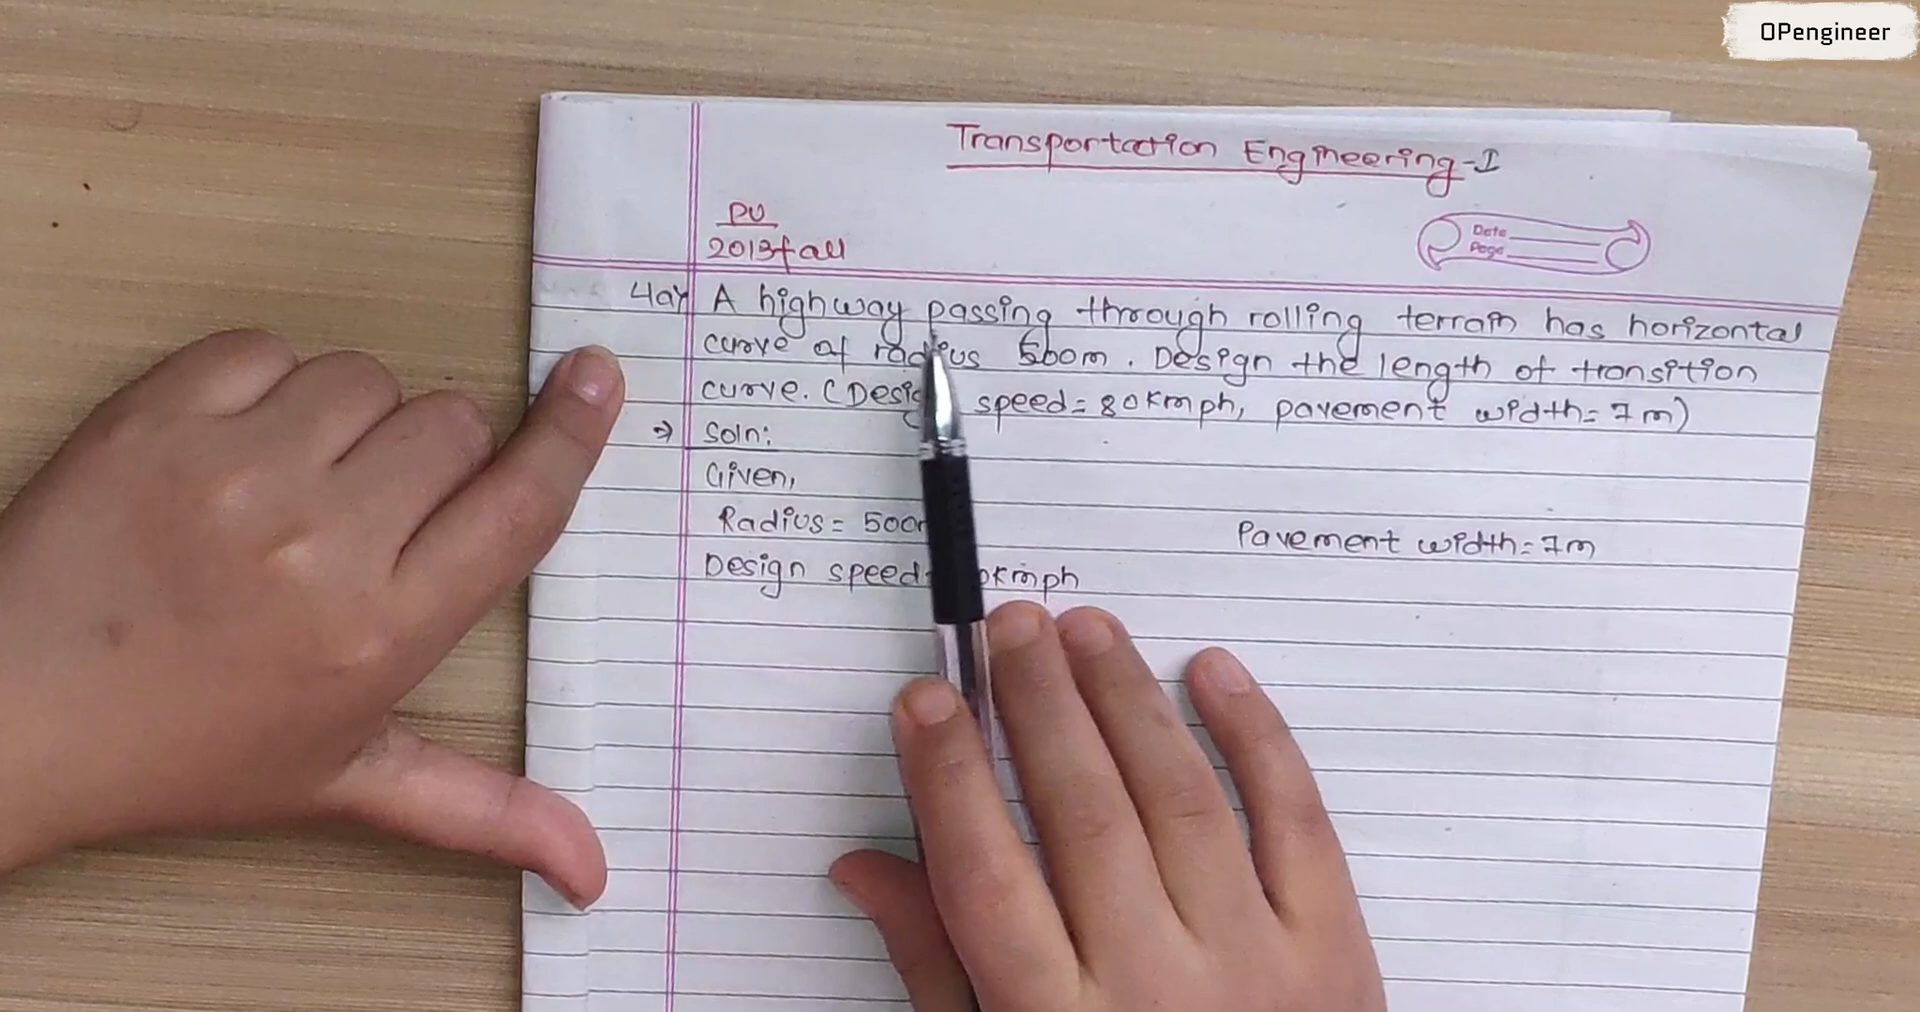 OPengineer
Transportation Engineering-I
PU
2013 fall
Date
Page
4a) A highway passing through rolling terrain has horizontal
curve of radius 500m. Design the length of transition
curve. (Design speed = 80kmph, pavement width = 7m)
⇒ Soln:
Given,
Radius = 500m
Pavement width = 7m
Design speed kmph